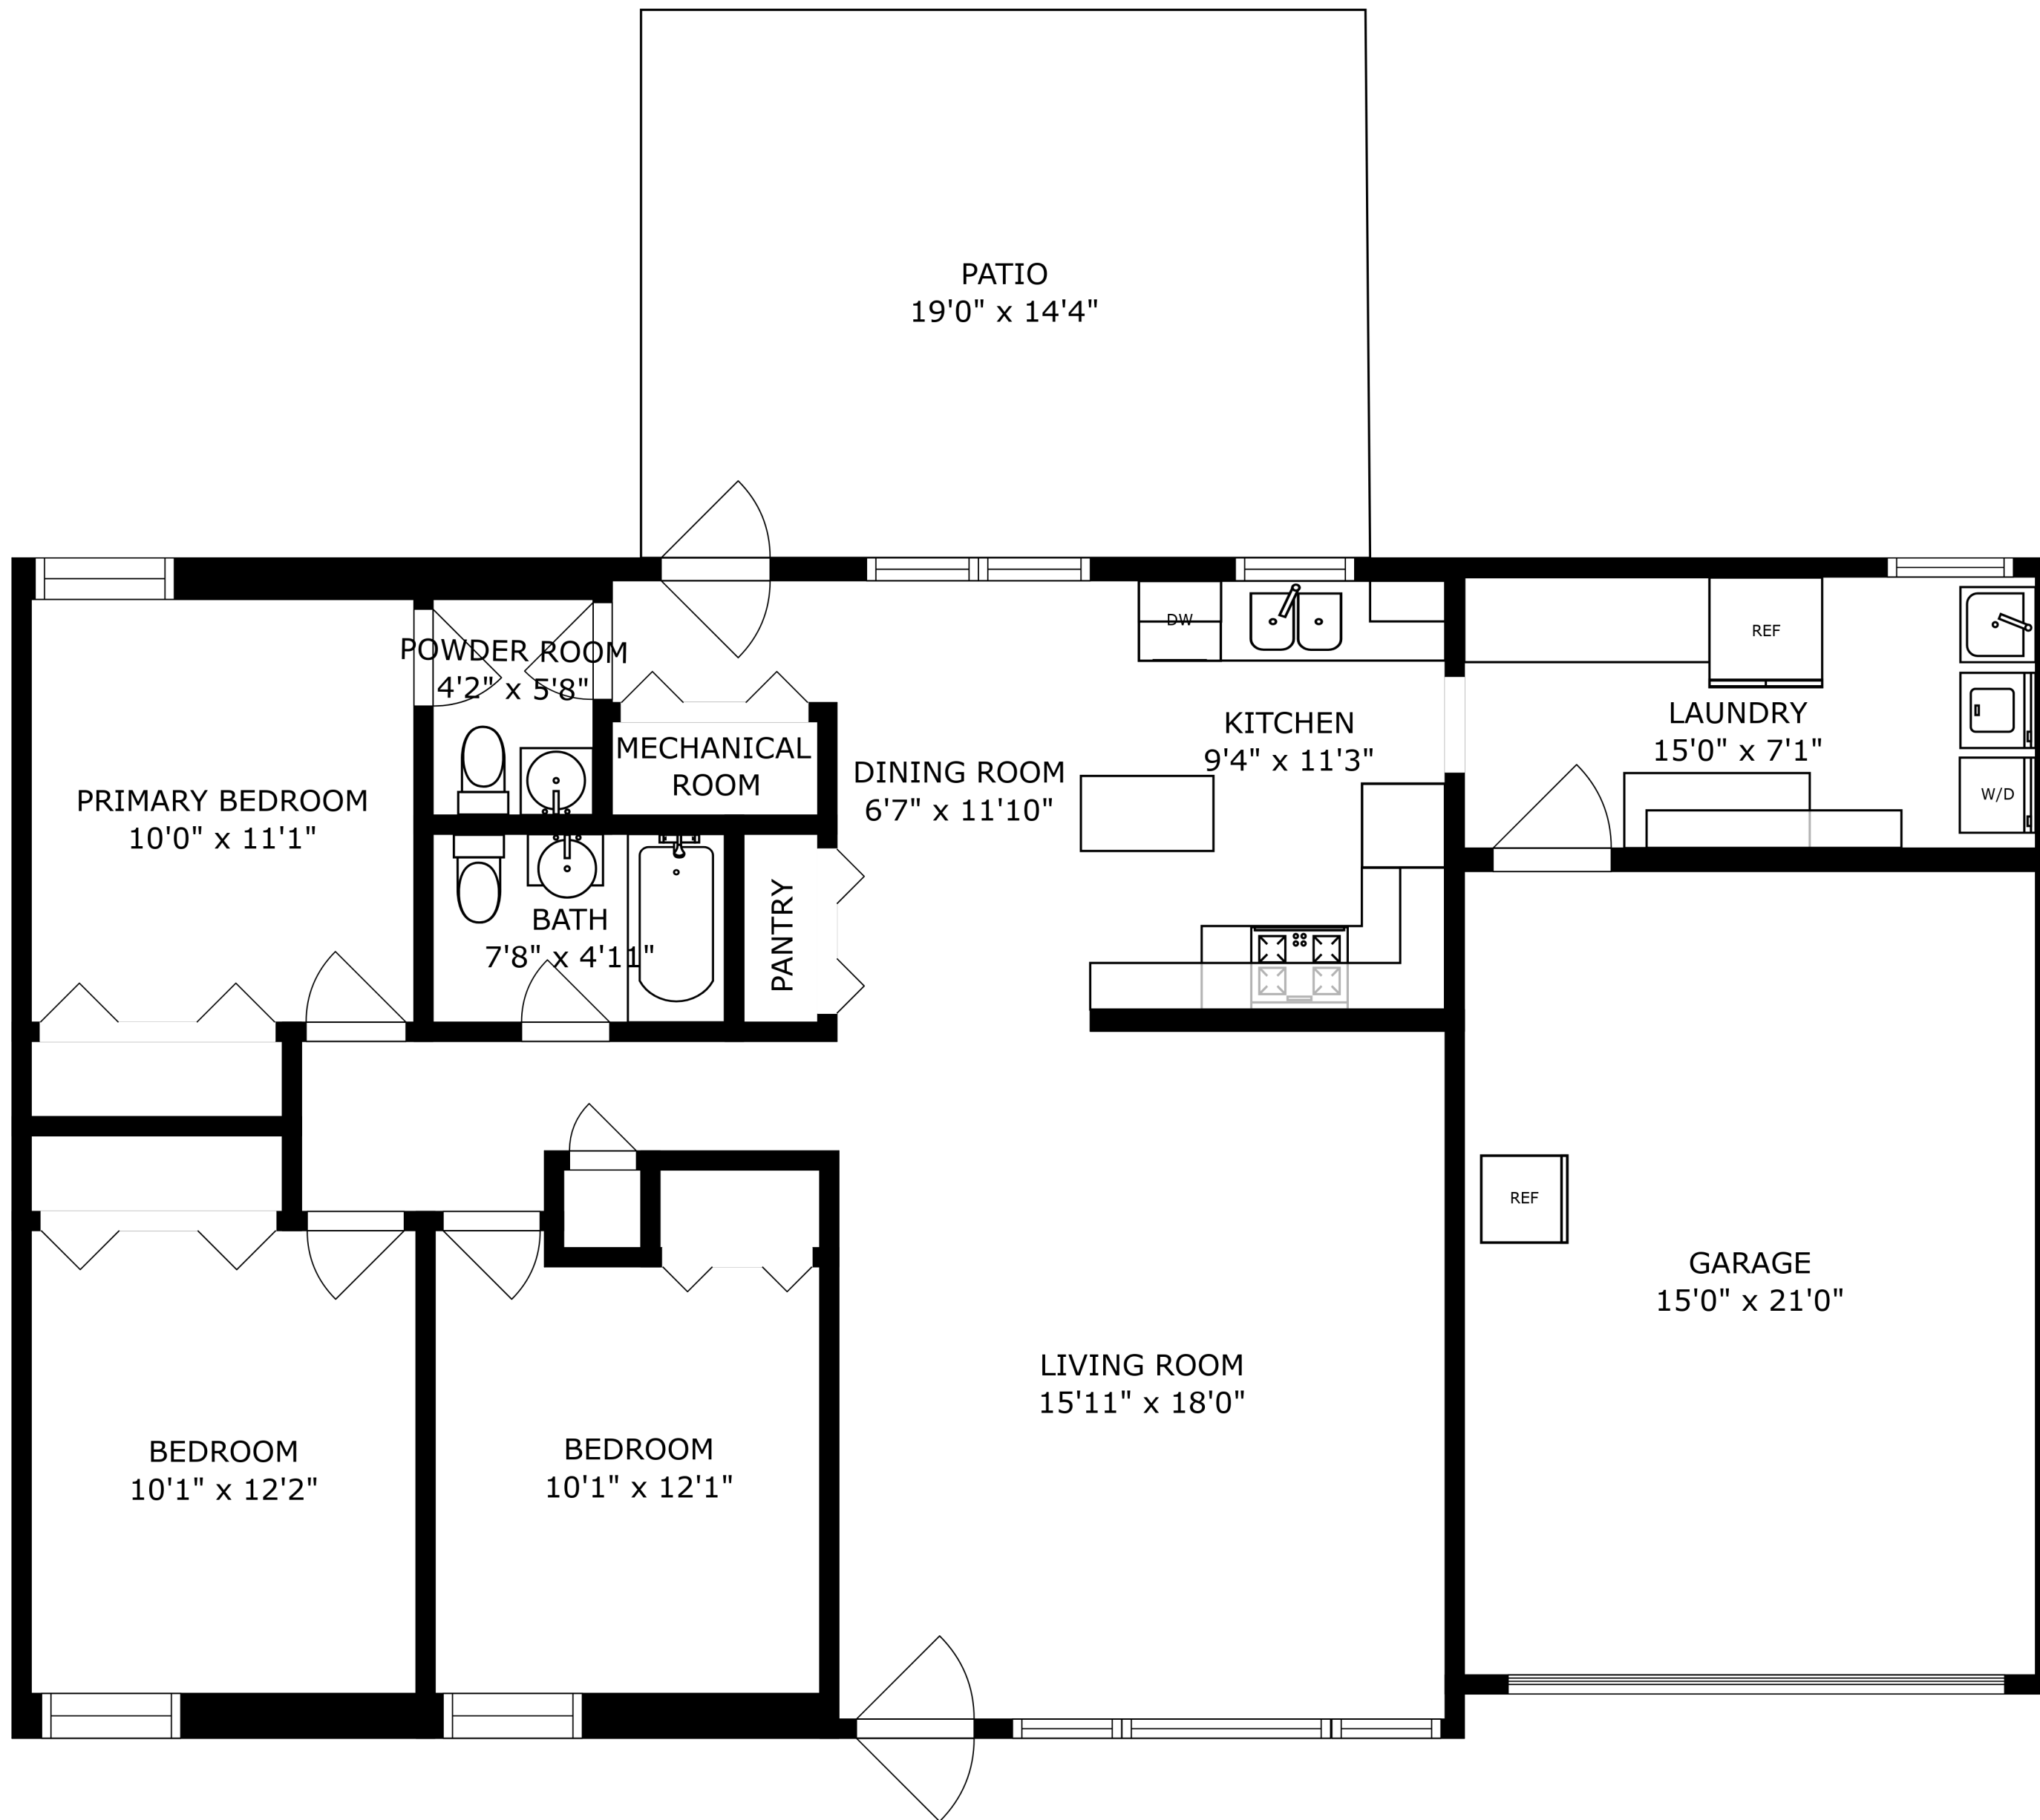 PATIO
19'0" x 14'4"
DW
REF
POWDER ROOM
4'2" x 5'8"
LAUNDRY
15'0" x 7'1"
KITCHEN
9'4" x 11'3"
MECHANICAL
ROOM
DINING ROOM
6'7" x 11'10"
PRIMARY BEDROOM
10'0" x 11'1"
W/D
BATH
7'8" x 4'11"
PANTRY
REF
GARAGE
15'0" x 21'0"
LIVING ROOM
15'11" x 18'0"
BEDROOM
10'1" x 12'2"
BEDROOM
10'1" x 12'1"